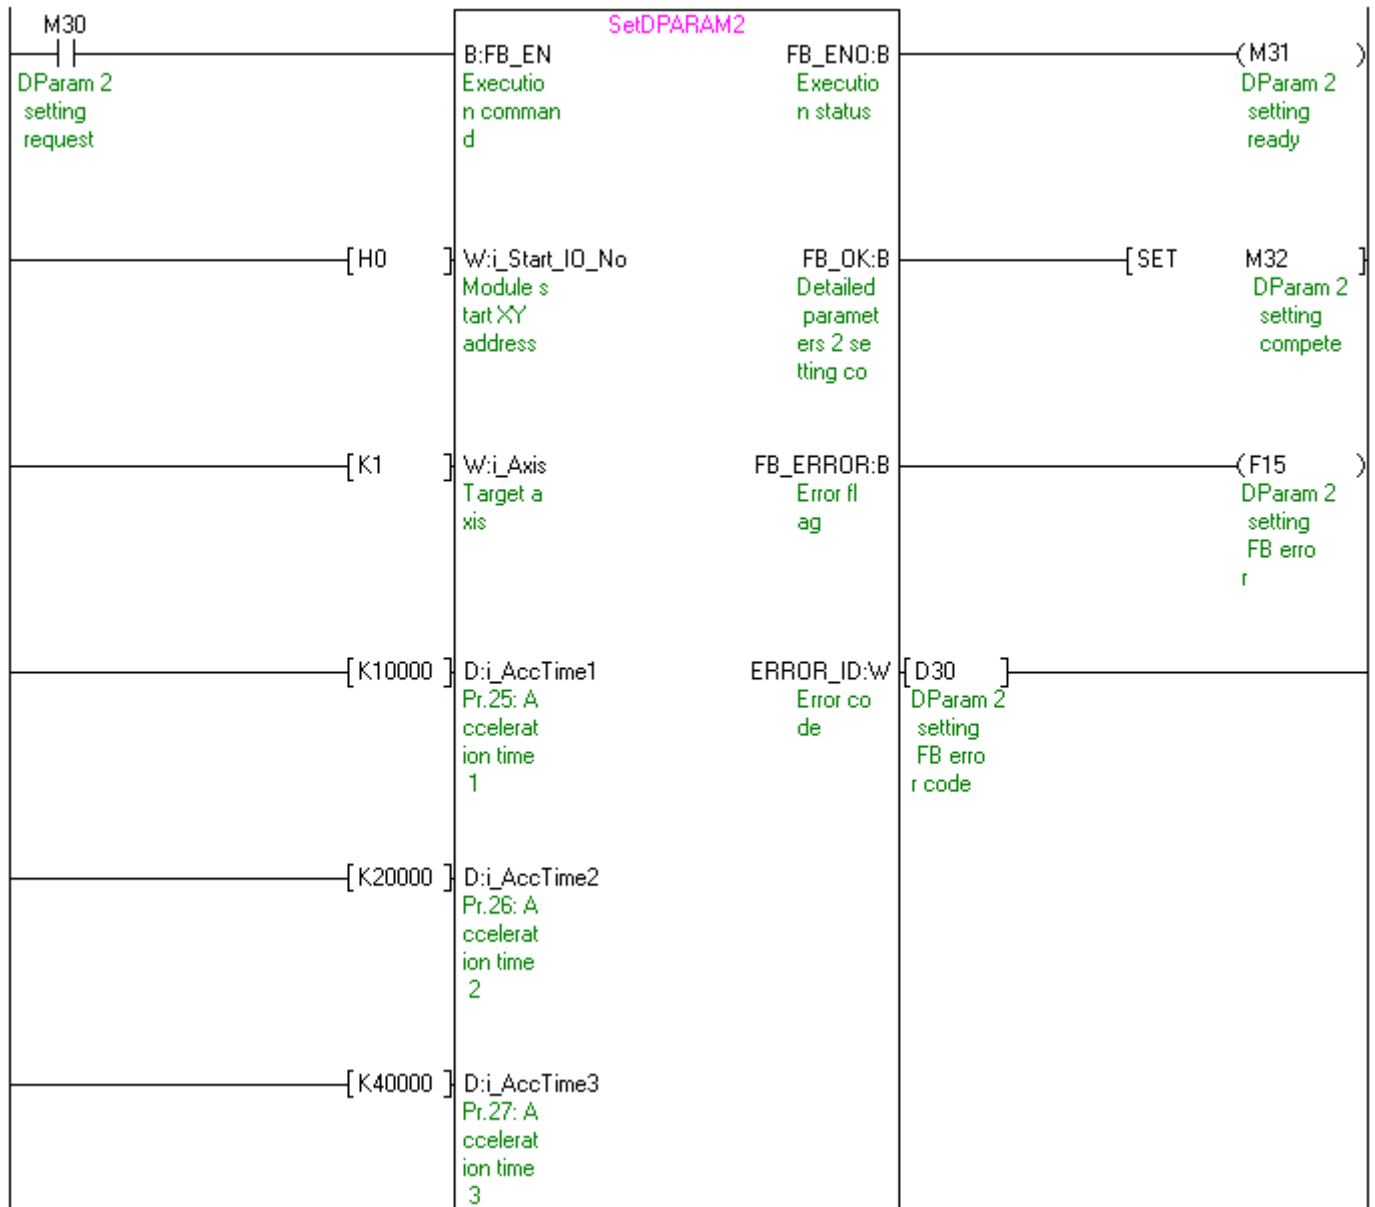 M30
SetDPARAM2
B:FB_EN
FB_ENO:B
(M31 )
DParam 2
setting
request
Executio
n comman
d
Executio
n status
DParam 2
setting
ready
[H0 ]
W:i_Start_IO_No
FB_OK:B
[SET M32 ]
Module s
tart XY
address
Detailed
paramet
ers 2 se
tting co
DParam 2
setting
compete
[K1 ]
W:i_Axis
FB_ERROR:B
(F15 )
Target a
xis
Error fl
ag
DParam 2
setting
FB erro
r
[K10000 ]
D:i_AccTime1
ERROR_ID:W
[D30 ]
Pr.25: A
ccelerat
ion time
1
Error co
de
DParam 2
setting
FB erro
r code
[K20000 ]
D:i_AccTime2
Pr.26: A
ccelerat
ion time
2
[K40000 ]
D:i_AccTime3
Pr.27: A
ccelerat
ion time
3